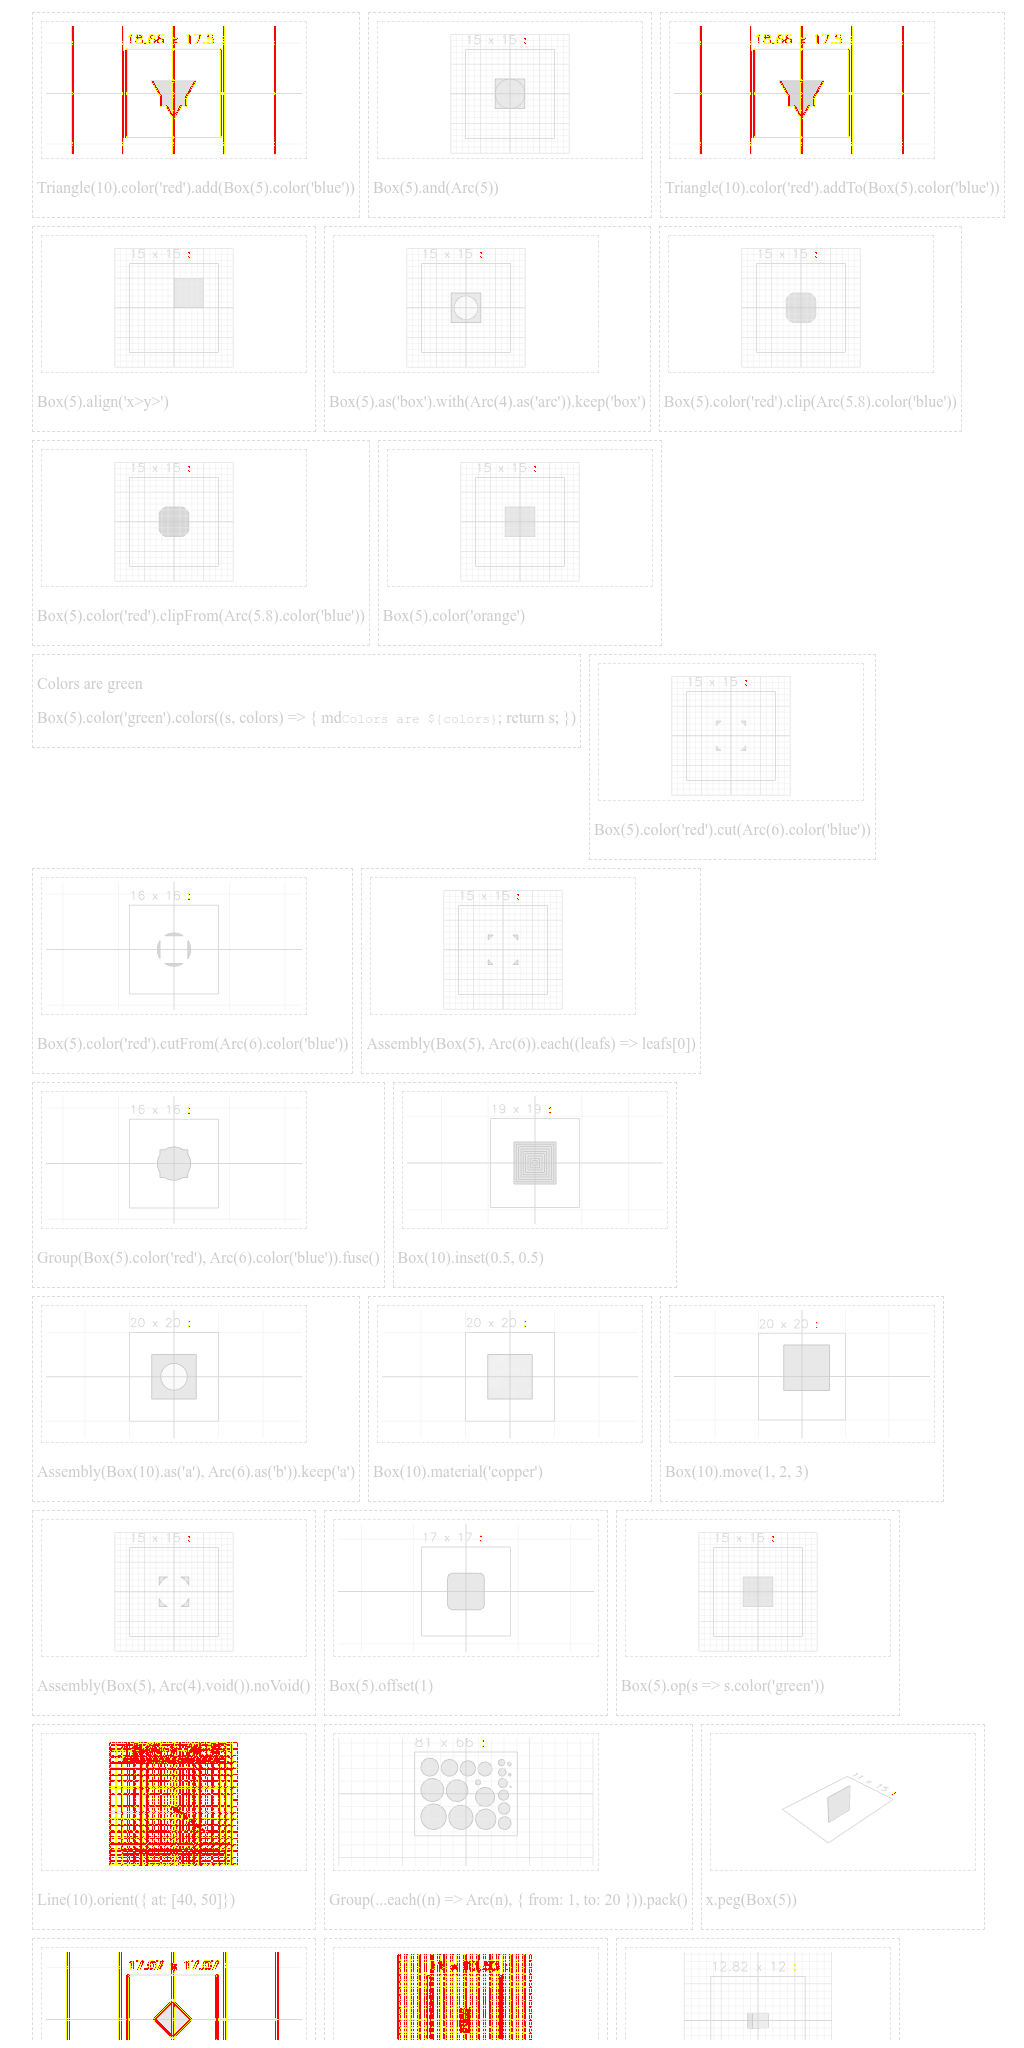 18.66 x 17.5
15 x 15
18.66 x 17.5
Triangle(10).color('red').add(Box(5).color('blue'))
Box(5).and(Arc(5))
Triangle(10).color('red').addTo(Box(5).color('blue'))
15 x 15
15 x 15
15 x 15
Box(5).align('x>y>')
Box(5).as('box').with(Arc(4).as('arc')).keep('box')
Box(5).color('red').clip(Arc(5.8).color('blue'))
15 x 15
15 x 15
Box(5).color('red').clipFrom(Arc(5.8).color('blue'))
Box(5).color('orange')
Colors are green
Box(5).color('green').colors((s, colors) => { mdColors are ${colors}; return s; })
15 x 15
Box(5).color('red').cut(Arc(6).color('blue'))
16 x 16
15 x 15
Box(5).color('red').cutFrom(Arc(6).color('blue'))
Assembly(Box(5), Arc(6)).each((leafs) => leafs[0])
16 x 16
19 x 19
Group(Box(5).color('red'), Arc(6).color('blue')).fuse()
Box(10).inset(0.5, 0.5)
20 x 20
20 x 20
20 x 20
Assembly(Box(10).as('a'), Arc(6).as('b')).keep('a')
Box(10).material('copper')
Box(10).move(1, 2, 3)
15 x 15
17 x 17
15 x 15
Assembly(Box(5), Arc(4).void()).noVoid()
Box(5).offset(1)
Box(5).op(s => s.color('green'))
81 x 66
Line(10).orient({ at: [40, 50]})
Group(...each((n) => Arc(n), { from: 1, to: 20 })).pack()
x.peg(Box(5))
17.07 x 17.07
12.82 x 12